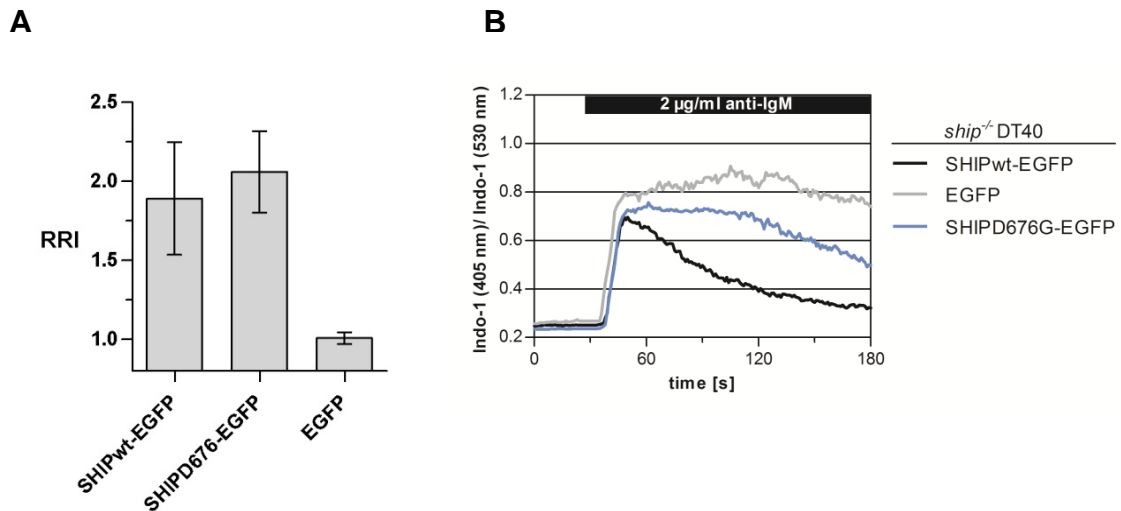 A
B
RRI
2.5
2.0
1.5
1.0
SHIPwt-EGFP
SHIPD676-EGFP
EGFP
Indo-1 (405 nm)/ Indo-1 (530 nm)
1.2
1.0
0.8
0.6
0.4
0.2
2 µg/ml anti-IgM
0
60
120
180
time [s]
ship-/- DT40
SHIPwt-EGFP
EGFP
SHIPD676G-EGFP